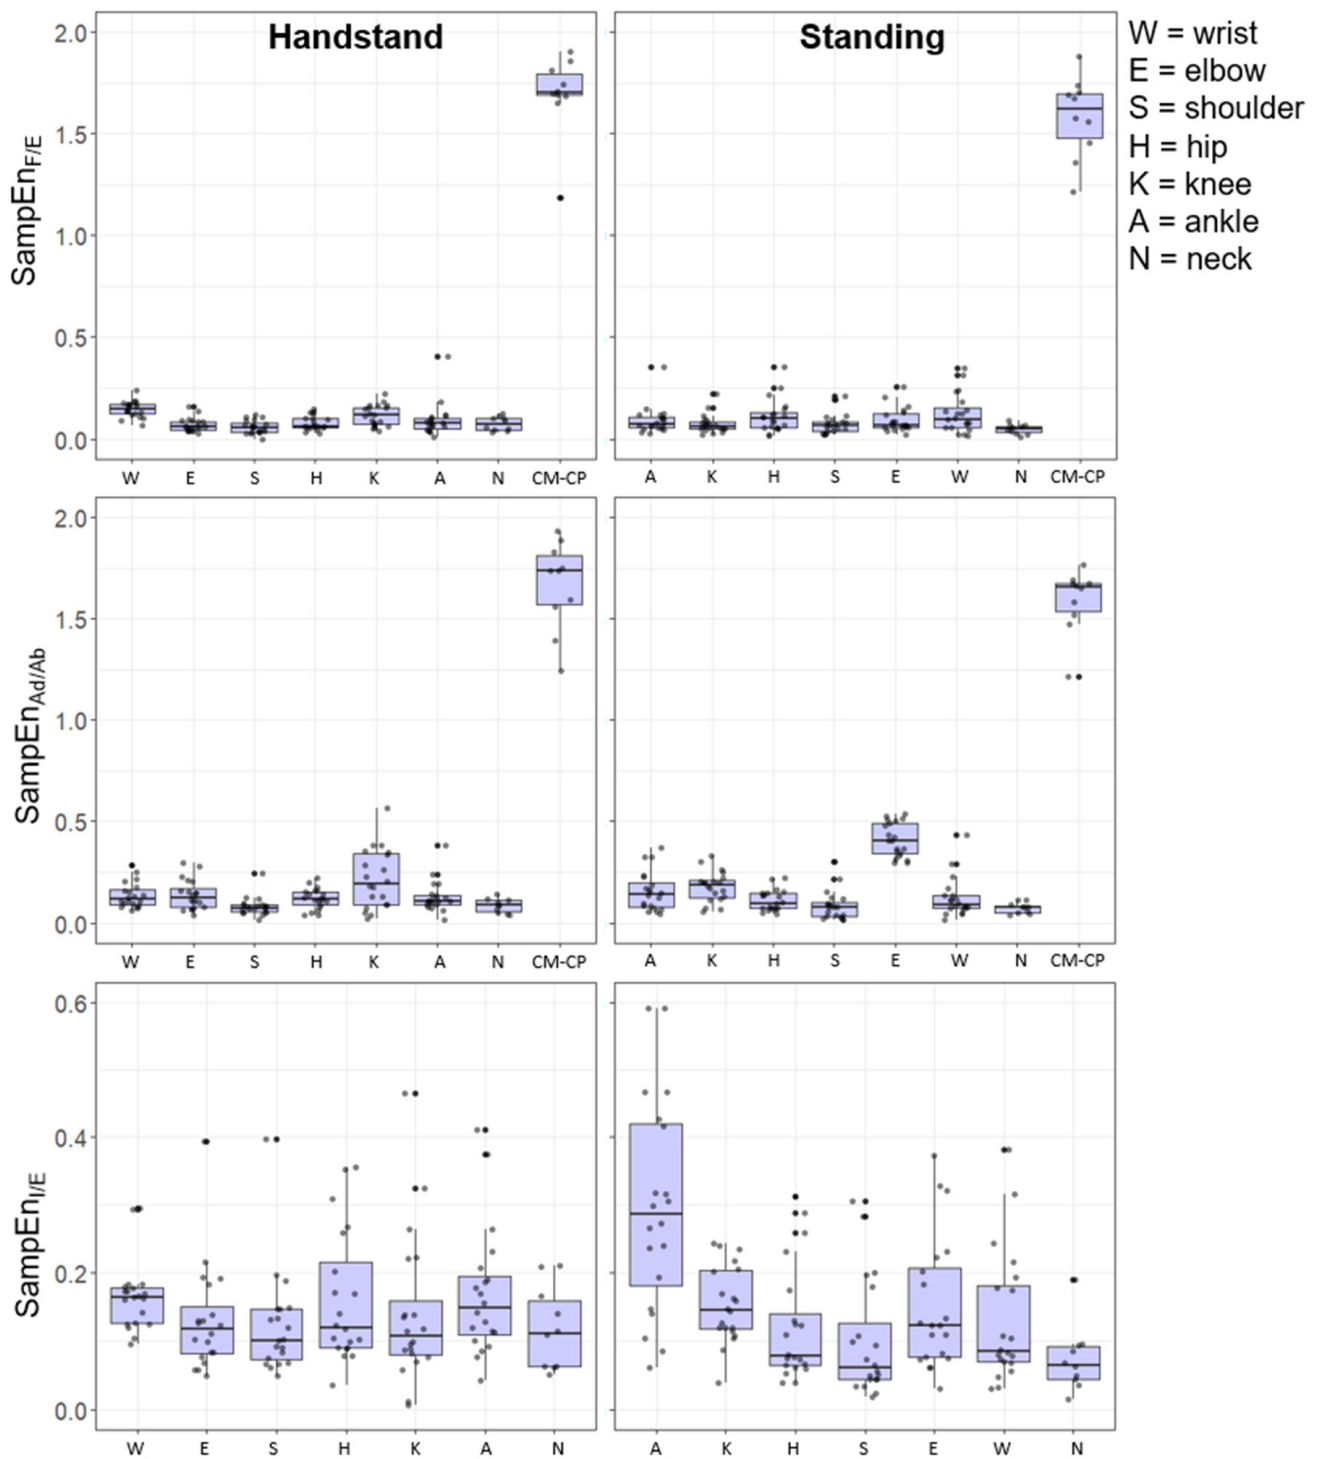 Handstand
Standing
W = wrist
E = elbow
S = shoulder
H = hip
K = knee
A = ankle
N = neck
SampEnF/E
2.0
1.5
1.0
0.5
0.0
W E S H K A N CM-CP
A K H S E W N CM-CP
SampEnAd/Ab
2.0
1.5
1.0
0.5
0.0
W E S H K A N CM-CP
A K H S E W N CM-CP
SampEnI/E
0.6
0.4
0.2
0.0
W E S H K A N
A K H S E W N